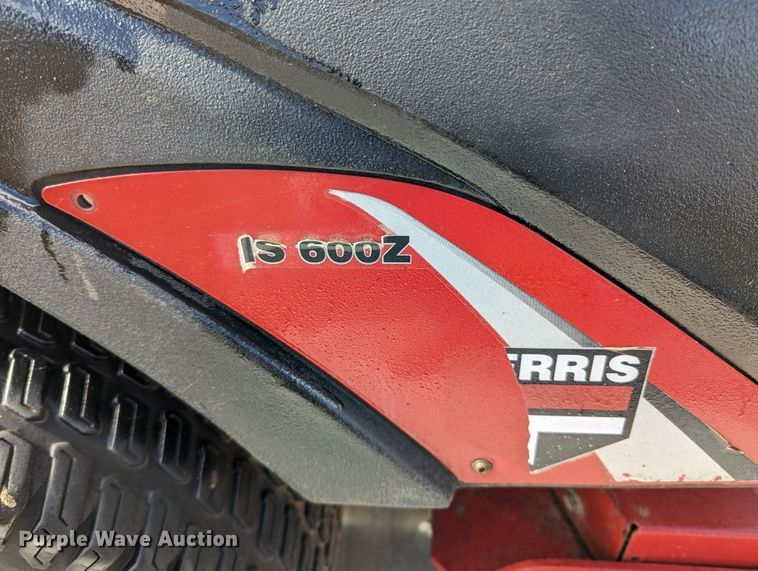 IS 600Z
ERRIS
Purple Wave Auction